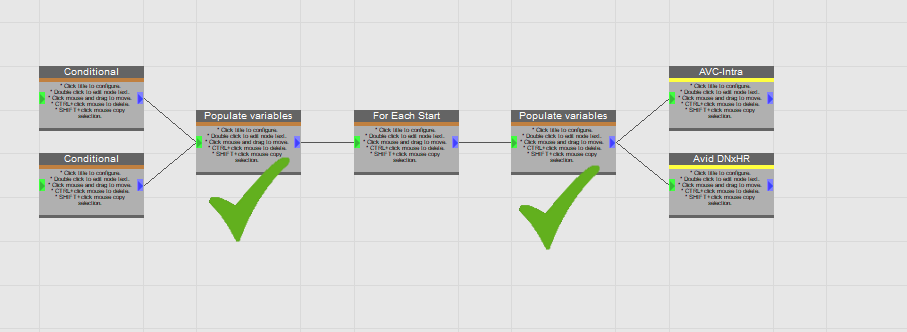 Conditional
* Click title to configure.
* Double click to edit node text.
* Click mouse and drag to move.
* CTRL+click mouse to delete.
* SHIFT+click mouse copy
selection.
Conditional
* Click title to configure.
* Double click to edit node text.
* Click mouse and drag to move.
* CTRL+click mouse to delete.
* SHIFT+click mouse copy
selection.
Populate variables
* Click title to configure.
* Double click to edit node text.
* Click mouse and drag to move.
* CTRL+click mouse to delete.
* SHIFT+click mouse copy
selection.
For Each Start
* Click title to configure.
* Double click to edit node text.
* Click mouse and drag to move.
* CTRL+click mouse to delete.
* SHIFT+click mouse copy
selection.
Populate variables
* Click title to configure.
* Double click to edit node text.
* Click mouse and drag to move.
* CTRL+click mouse to delete.
* SHIFT+click mouse copy
selection.
AVC-Intra
* Click title to configure.
* Double click to edit node text.
* Click mouse and drag to move.
* CTRL+click mouse to delete.
* SHIFT+click mouse copy
selection.
Avid DNxHR
* Click title to configure.
* Double click to edit node text.
* Click mouse and drag to move.
* CTRL+click mouse to delete.
* SHIFT+click mouse copy
selection.